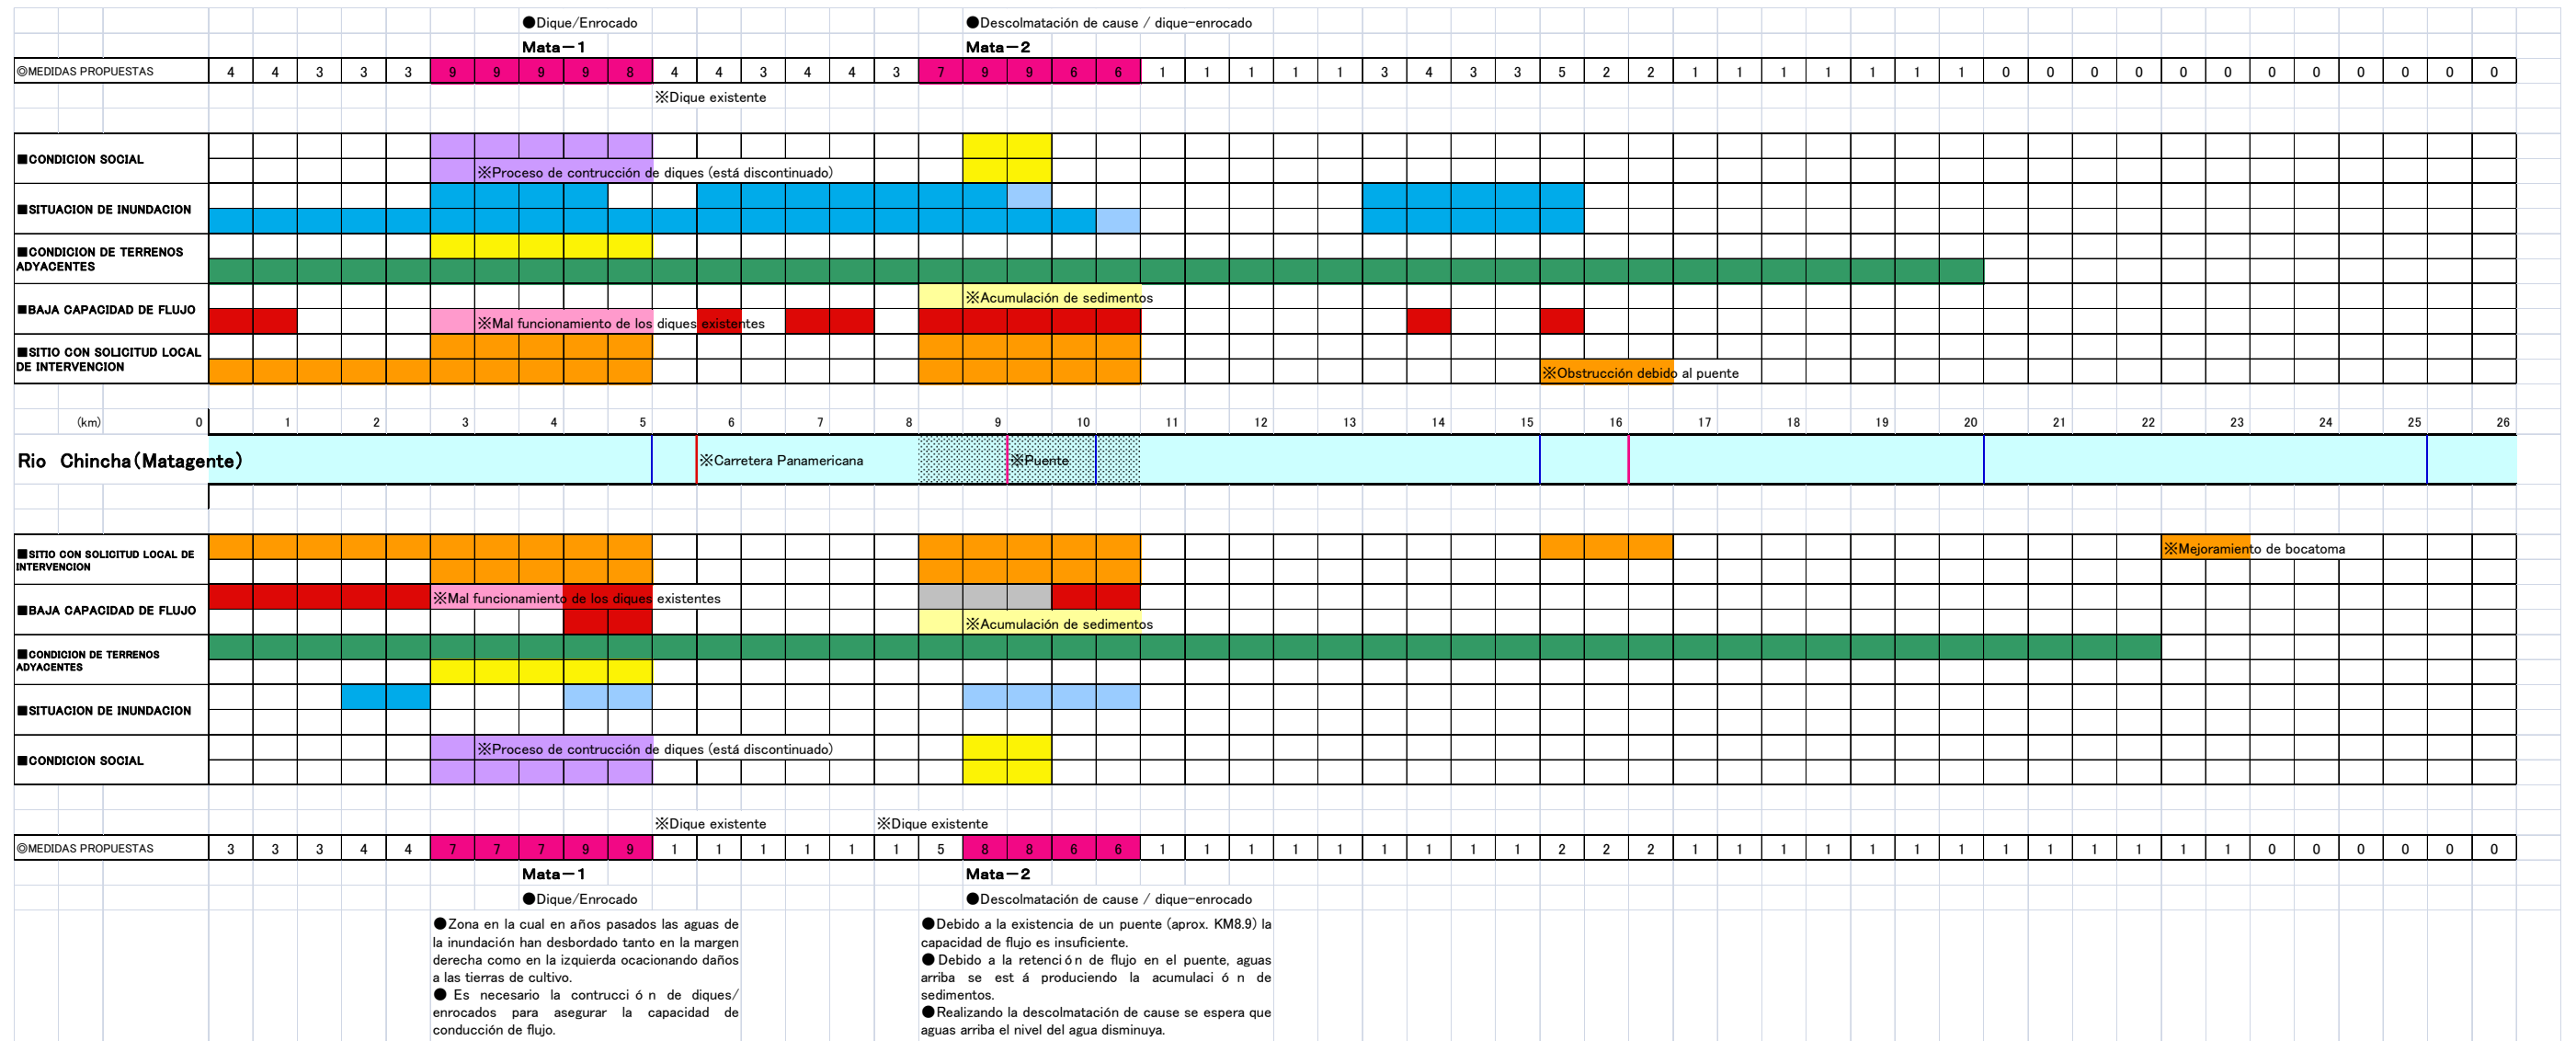 ●Dique/Enrocado ●Descolmatación de cause / dique-enrocado
Mata－1 Mata－2
◎MEDIDAS PROPUESTAS 4 4 3 3 3 9 9 9 9 8 4 4 3 4 4 3 7 9 9 6 6 1 1 1 1 1 3 4 3 3 5 2 2 1 1 1 1 1 1 1 0 0 0 0 0 0 0 0 0 0 0 0
※Dique existente
■CONDICION SOCIAL
※Proceso de contrucción de diques (está discontinuado)
■SITUACION DE INUNDACION
■CONDICION DE TERRENOS
ADYACENTES
※Acumulación de sedimentos
■BAJA CAPACIDAD DE FLUJO
※Mal funcionamiento de los diques existentes
■SITIO CON SOLICITUD LOCAL
DE INTERVENCION
※Obstrucción debido al puente
(km) 0 1 2 3 4 5 6 7 8 9 10 11 12 13 14 15 16 17 18 19 20 21 22 23 24 25 26
Rio Chincha(Matagente) ※Carretera Panamericana ※Puente
■SITIO CON SOLICITUD LOCAL DE
INTERVENCION
※Mejoramiento de bocatoma
※Mal funcionamiento de los diques existentes
■BAJA CAPACIDAD DE FLUJO
※Acumulación de sedimentos
■CONDICION DE TERRENOS
ADYACENTES
■SITUACION DE INUNDACION
※Proceso de contrucción de diques (está discontinuado)
■CONDICION SOCIAL
※Dique existente ※Dique existente
◎MEDIDAS PROPUESTAS 3 3 3 4 4 7 7 7 9 9 1 1 1 1 1 1 5 8 8 6 6 1 1 1 1 1 1 1 1 1 2 2 2 1 1 1 1 1 1 1 1 1 1 1 1 1 0 0 0 0 0 0
Mata－1 Mata－2
●Dique/Enrocado ●Descolmatación de cause / dique-enrocado
●Zona en la cual en años pasados las aguas de
la inundación han desbordado tanto en la margen
derecha como en la izquierda ocacionando daños
a las tierras de cultivo.
● Es necesario la contrucció n de diques/
enrocados para asegurar la capacidad de
conducción de flujo.
●Debido a la existencia de un puente (aprox. KM8.9) la
capacidad de flujo es insuficiente.
● Debido a la retenció n de flujo en el puente, aguas
arriba se est á produciendo la acumulaci ó n de
sedimentos.
●Realizando la descolmatación de cause se espera que
aguas arriba el nivel del agua disminuya.